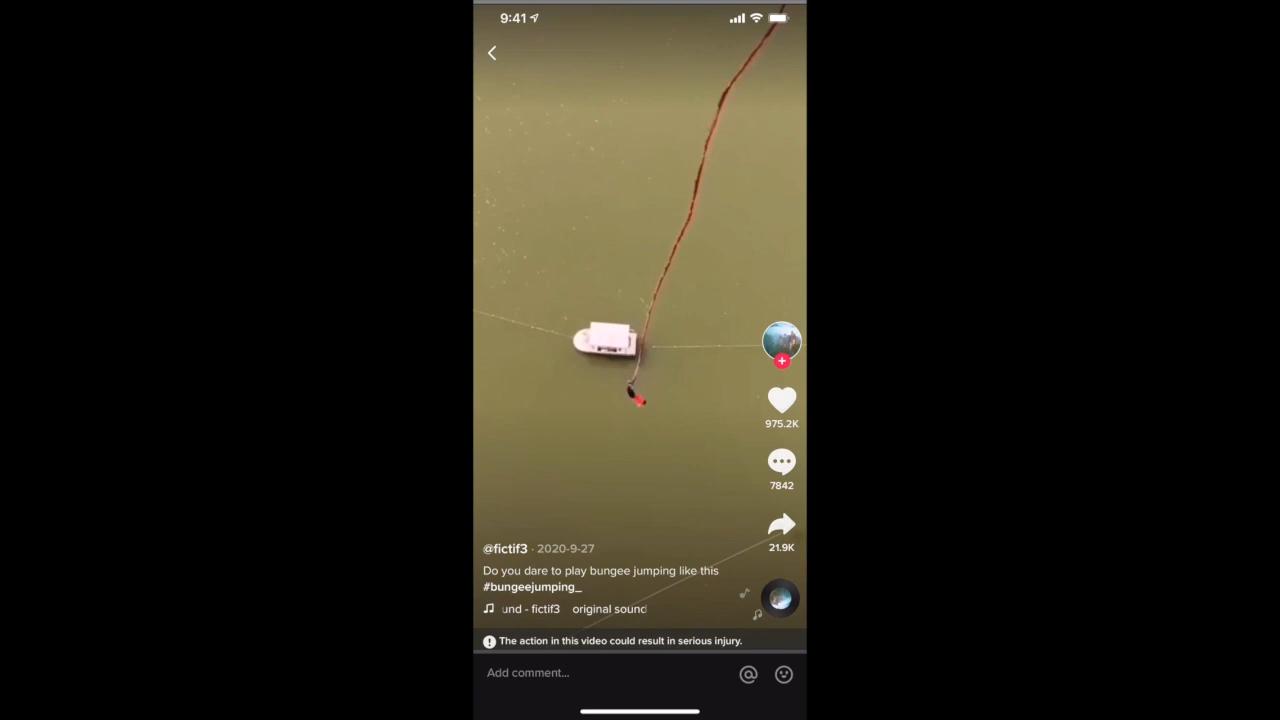 9:41
975.2K
7842
21.9K
@fictif3 · 2020-9-27
Do you dare to play bungee jumping like this
#bungeejumping_
und - fictif3 original sound
The action in this video could result in serious injury.
Add comment...